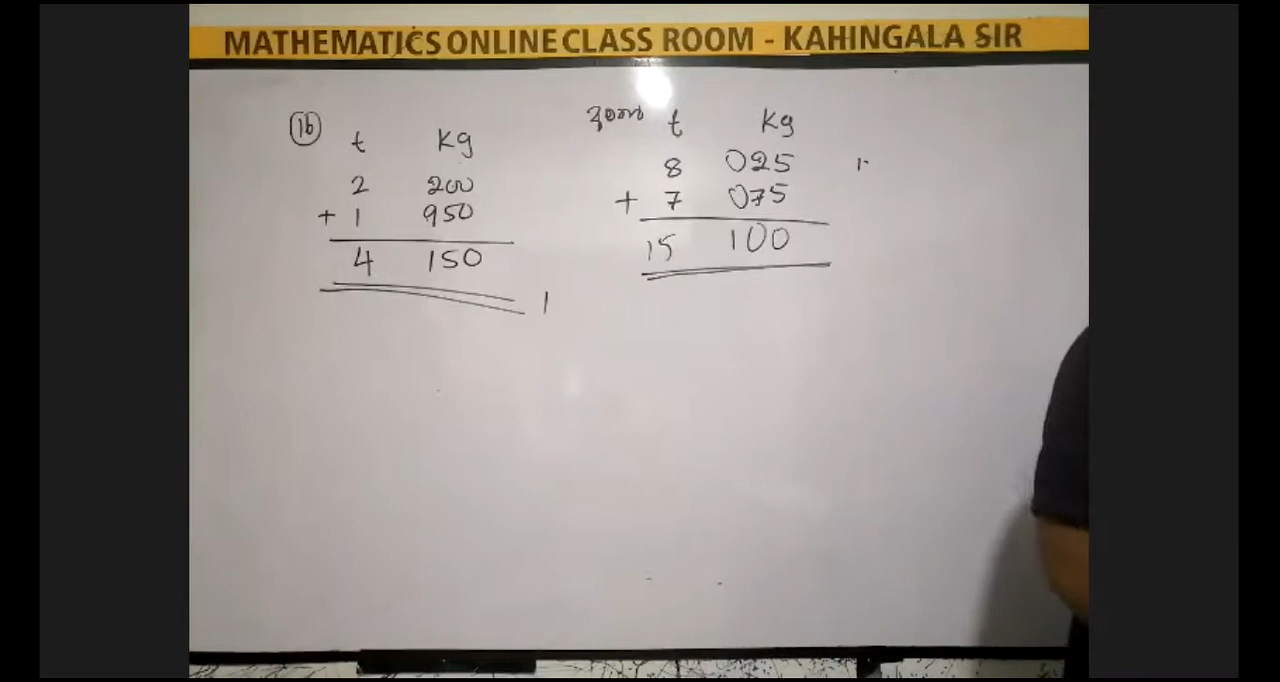 MATHEMATICS ONLINE CLASS ROOM - KAHINGALA SIR
16
t kg
2 200
+ 1 950
4 150
t kg
8 025
+ 7 075
15 100